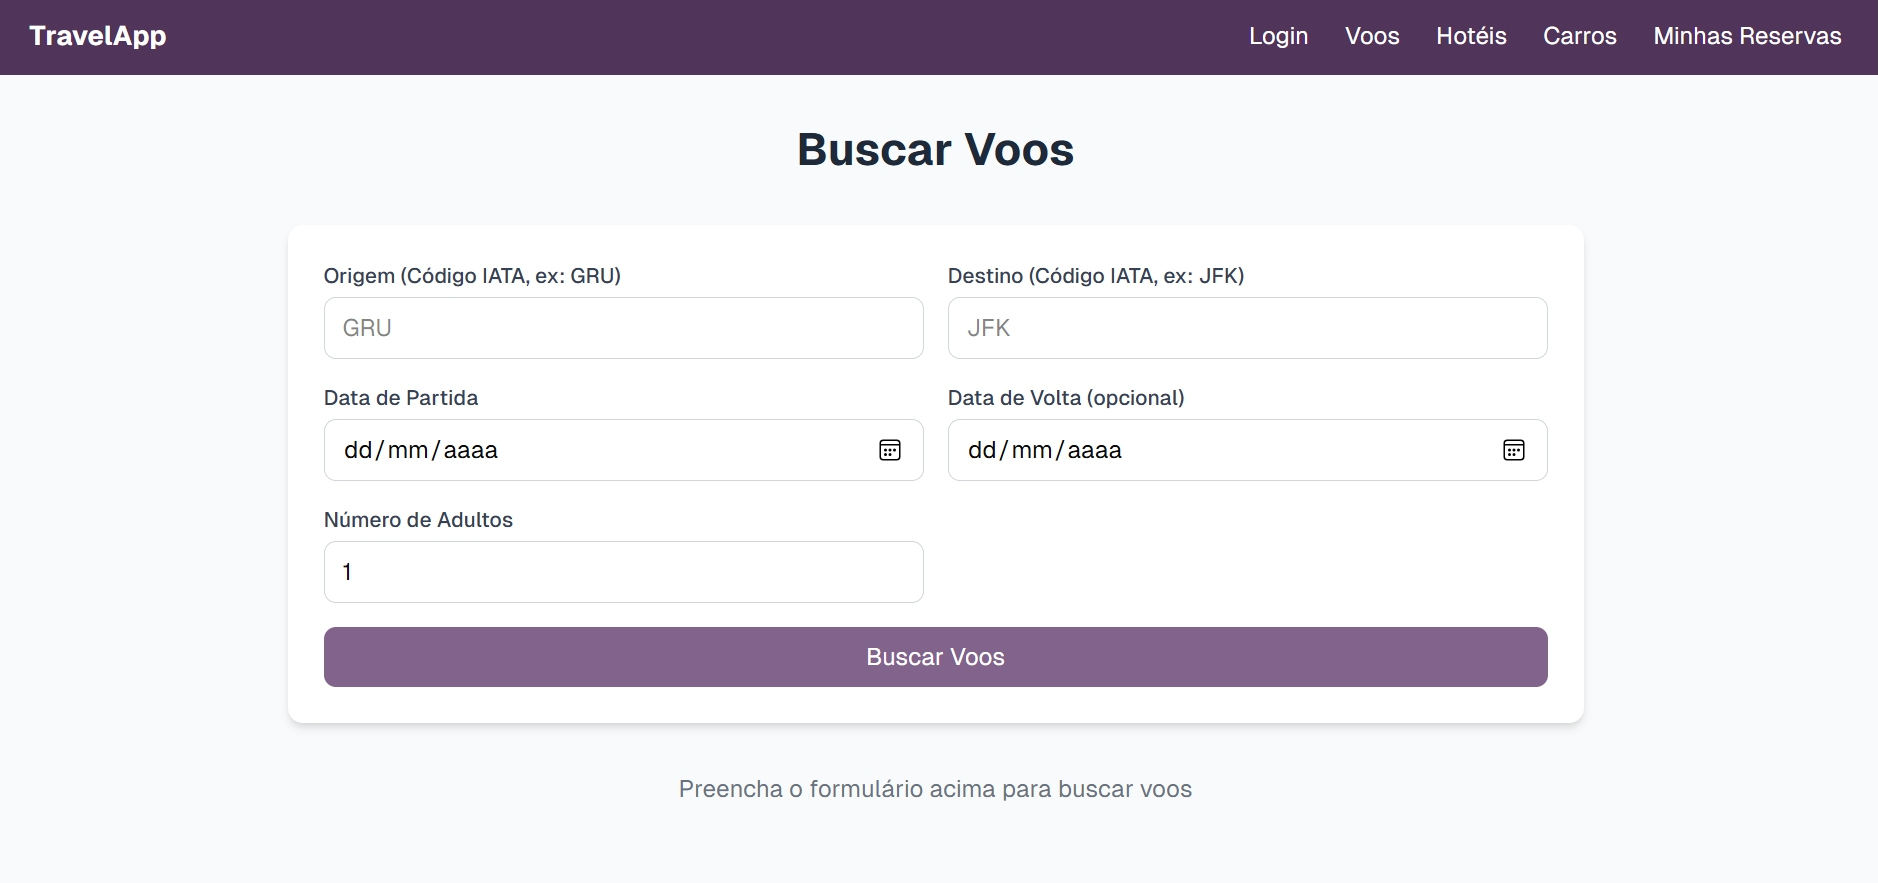 TravelApp
Login Voos Hotéis Carros Minhas Reservas
Buscar Voos
Origem (Código IATA, ex: GRU)
GRU
Destino (Código IATA, ex: JFK)
JFK
Data de Partida
dd/mm/aaaa
Data de Volta (opcional)
dd/mm/aaaa
Número de Adultos
1
Buscar Voos
Preencha o formulário acima para buscar voos